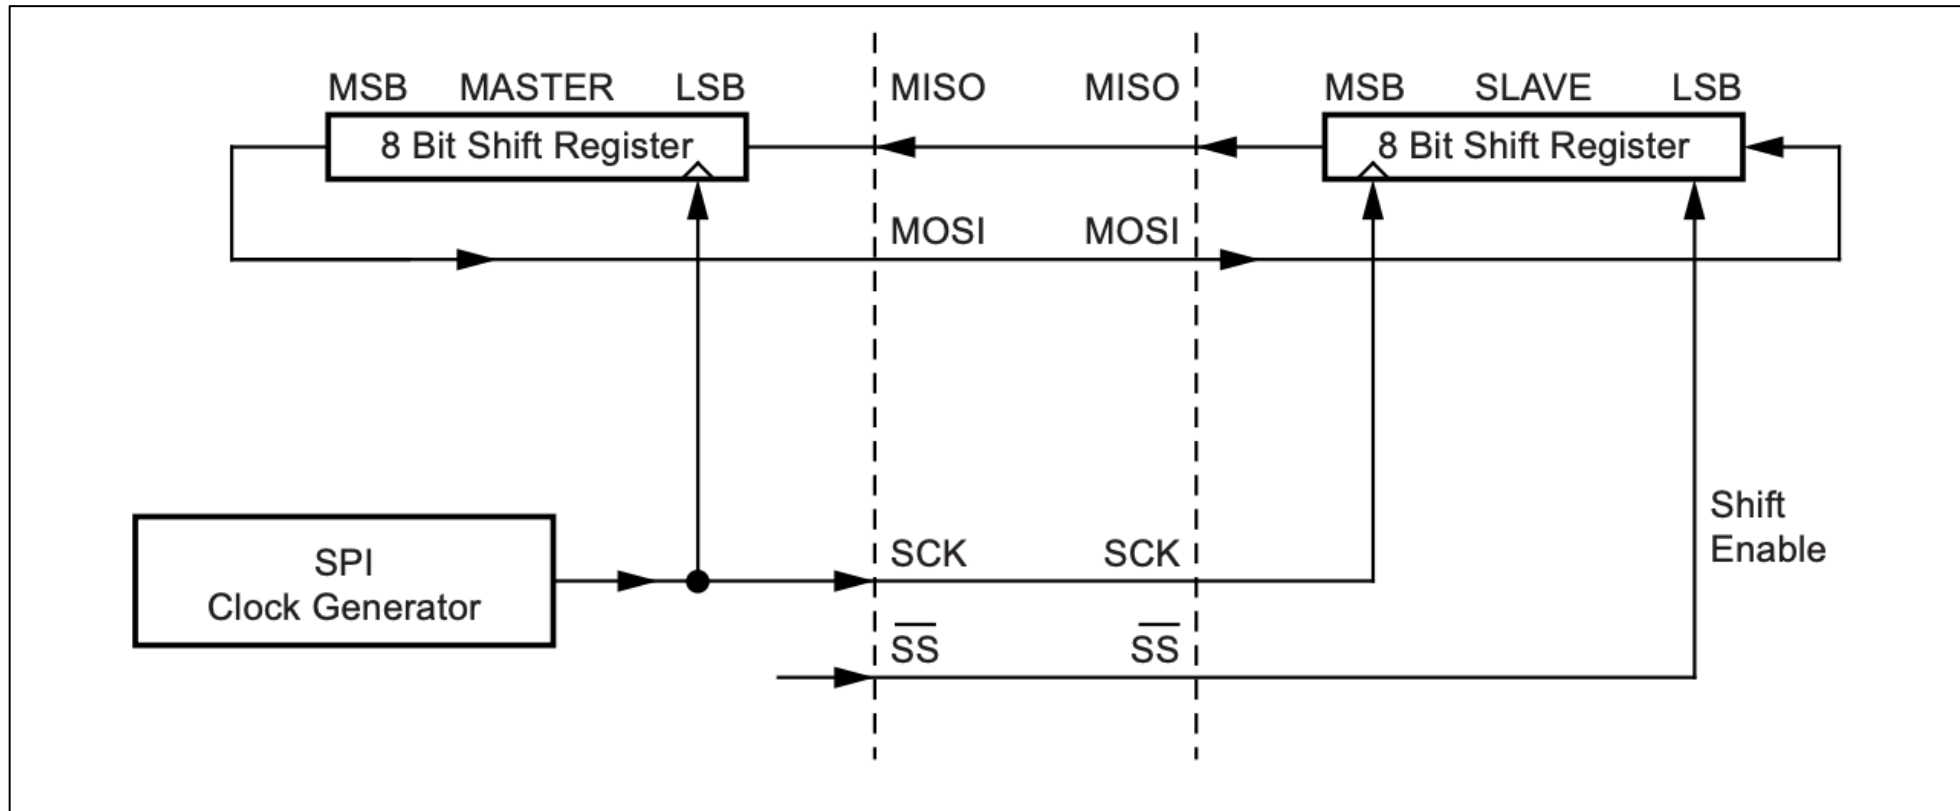 MSB MASTER LSB MISO MISO MSB SLAVE LSB
8 Bit Shift Register 8 Bit Shift Register
MOSI MOSI
Shift
Enable
SPI
Clock Generator
SCK SCK
SS SS